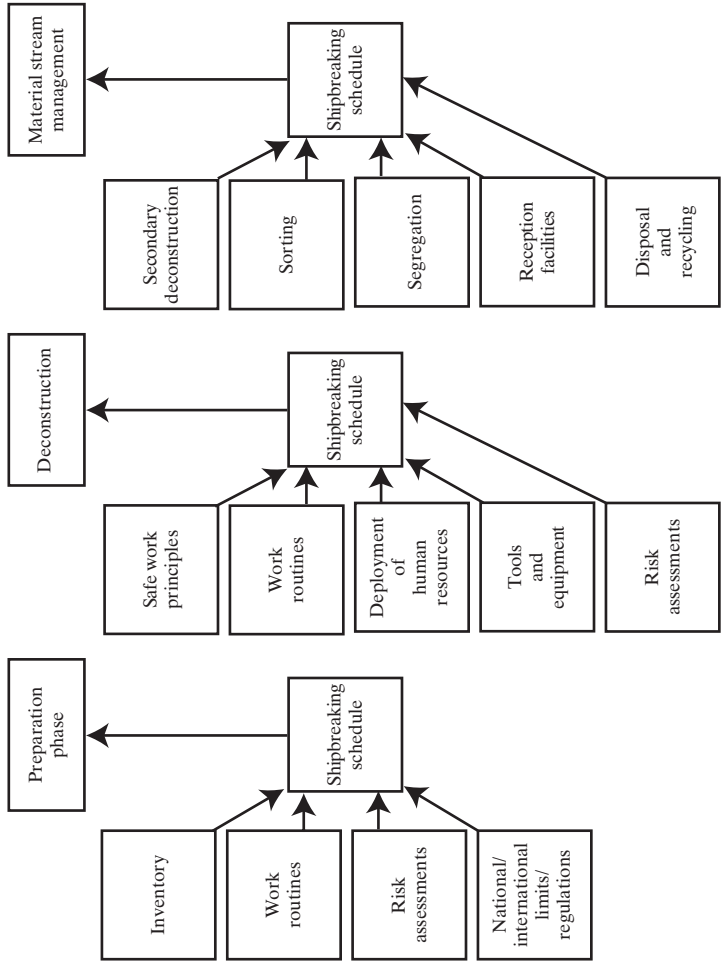 Preparation
phase
Shipbreaking
schedule
Inventory
Work
routines
Risk
assessments
National/
international
limits/
regulations
Deconstruction
Shipbreaking
schedule
Safe work
principles
Work
routines
Deployment
of
human
resources
Tools
and
equipment
Risk
assessments
Material stream
management
Shipbreaking
schedule
Secondary
deconstruction
Sorting
Segregation
Reception
facilities
Disposal
and
recycling